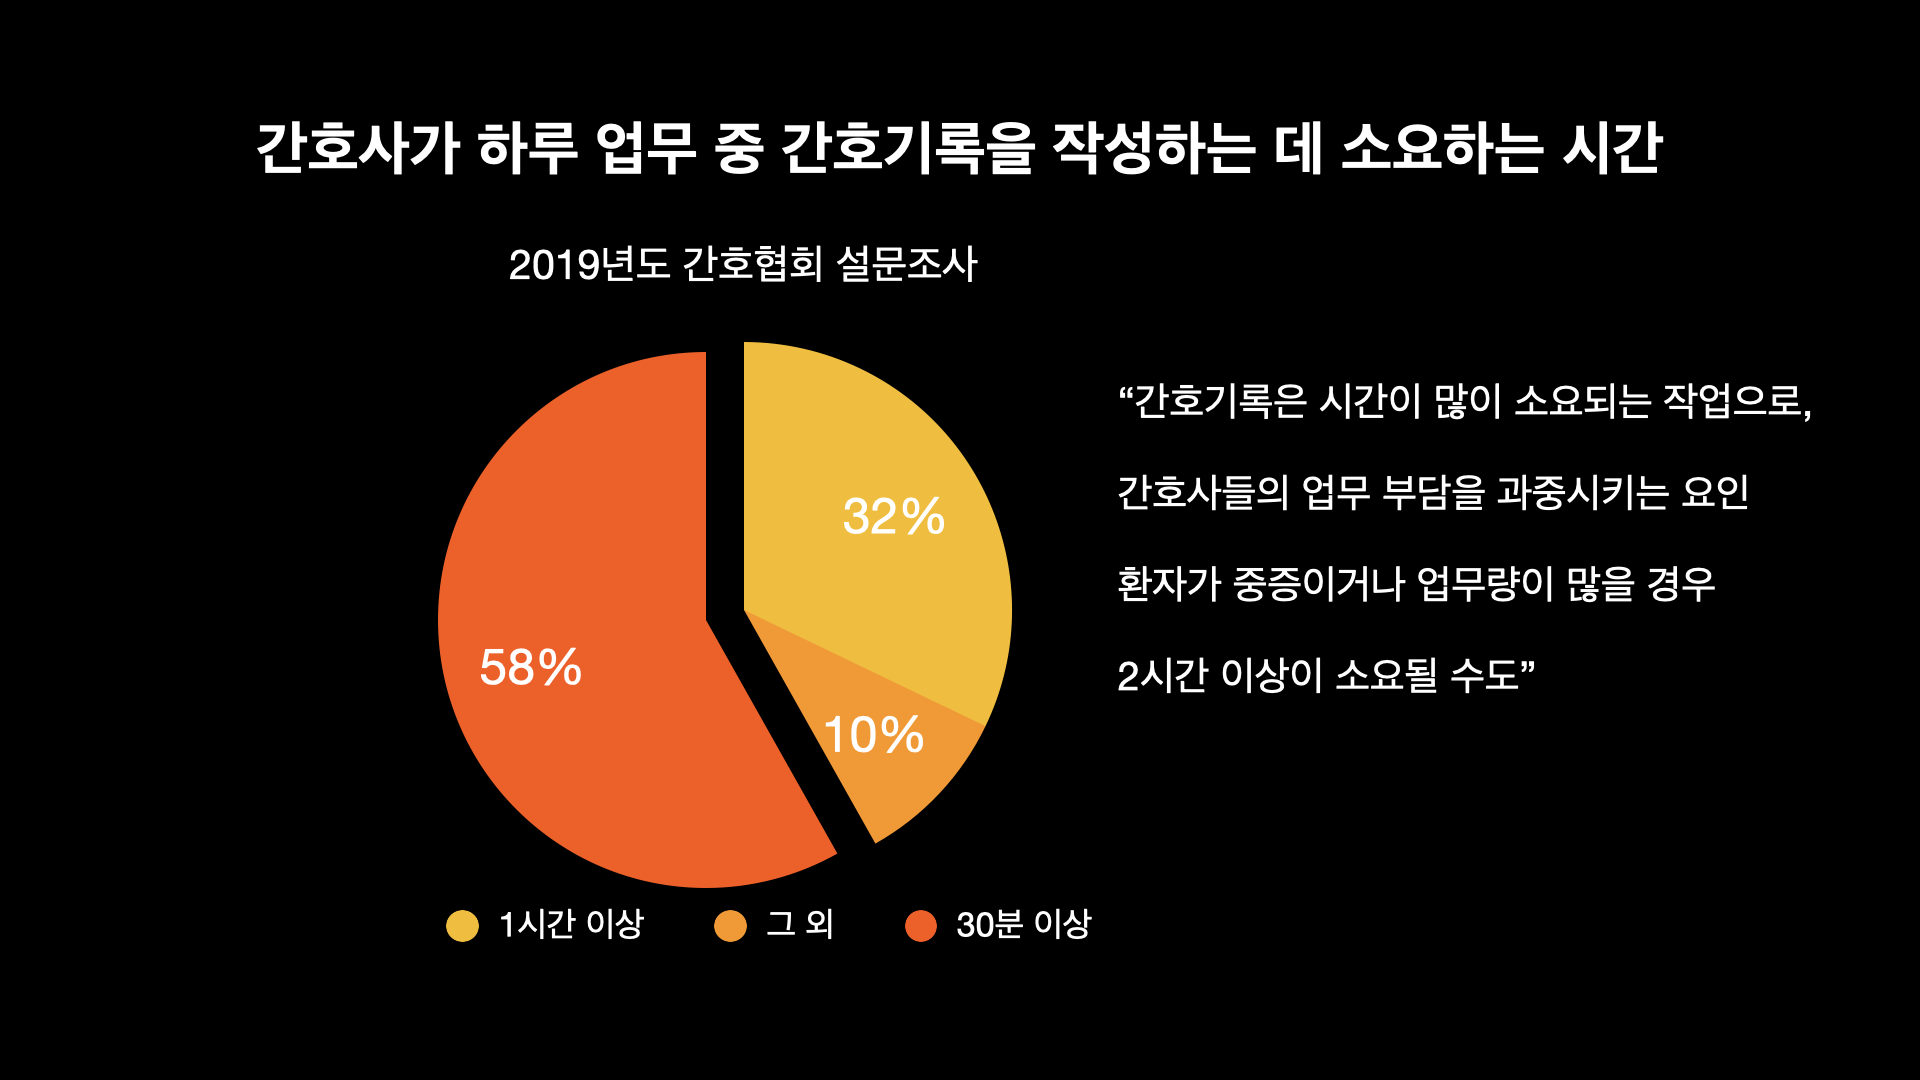 간호사가 하루 업무 중 간호기록을 작성하는 데 소요하는 시간
2019년도 간호협회 설문조사
32%
58%
10%
1시간 이상
그 외
30분 이상
“간호기록은 시간이 많이 소요되는 작업으로,
간호사들의 업무 부담을 과중시키는 요인
환자가 중증이거나 업무량이 많을 경우
2시간 이상이 소요될 수도”